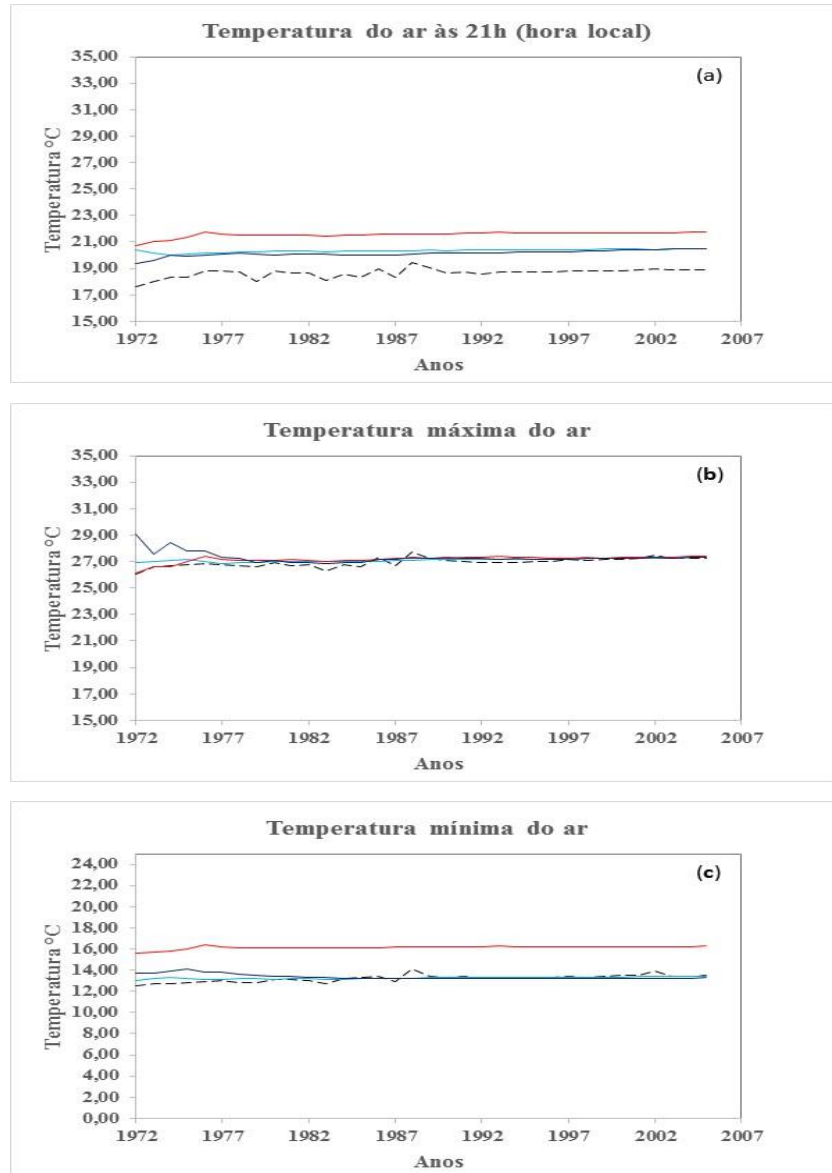 Temperatura do ar às 21h (hora local)
(a)
Temperatura °C
35,00
33,00
31,00
29,00
27,00
25,00
23,00
21,00
19,00
17,00
15,00
1972 1977 1982 1987 1992 1997 2002 2007
Anos
Temperatura máxima do ar
(b)
Temperatura °C
35,00
33,00
31,00
29,00
27,00
25,00
23,00
21,00
19,00
17,00
15,00
1972 1977 1982 1987 1992 1997 2002 2007
Anos
Temperatura mínima do ar
(c)
Temperatura °C
24,00
22,00
20,00
18,00
16,00
14,00
12,00
10,00
8,00
6,00
4,00
2,00
0,00
1972 1977 1982 1987 1992 1997 2002 2007
Anos